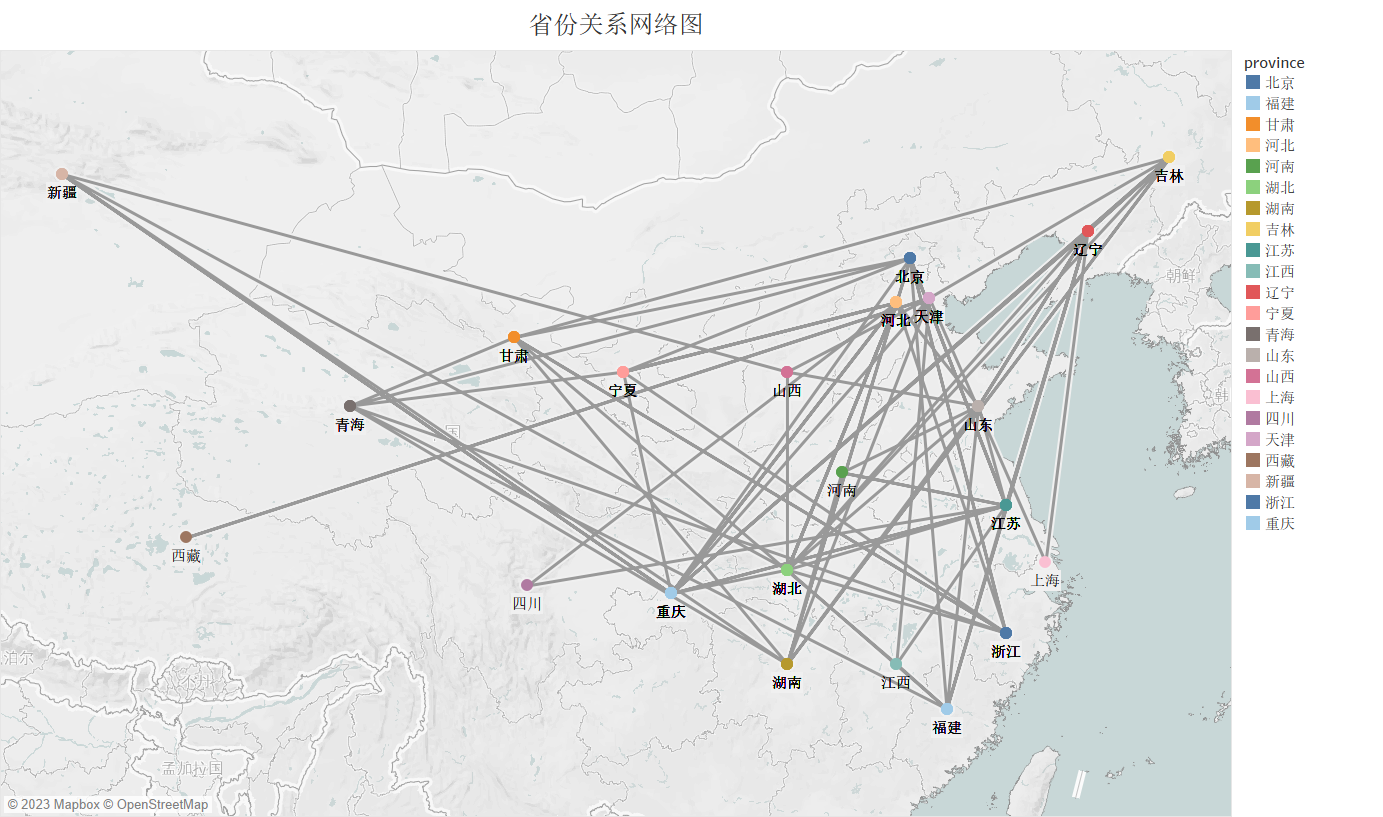 省份关系网络图
province
北京
福建
甘肃
河北
河南
湖北
湖南
吉林
江苏
江西
辽宁
宁夏
青海
山东
山西
上海
四川
天津
西藏
新疆
浙江
重庆
新疆
吉林
辽宁
北京
朝鲜
河北
天津
甘肃
宁夏
山西
韩
青海
山东
国
河南
江苏
西藏
上海
四川
湖北
重庆
浙江
泊尔
不丹
湖南
江西
福建
孟加拉国
© 2023 Mapbox © OpenStreetMap